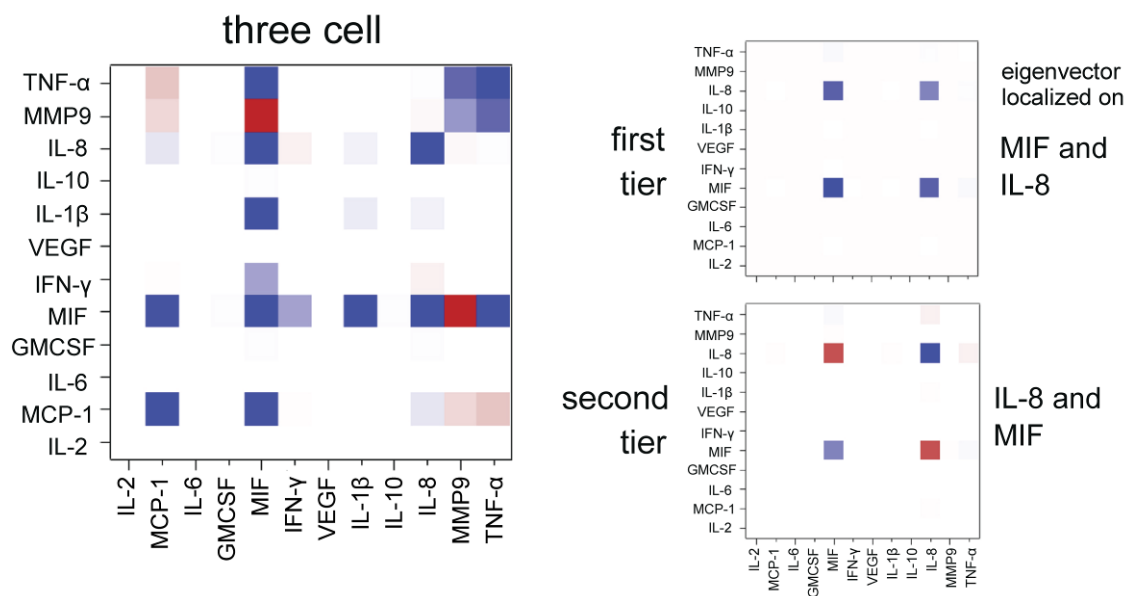 three cell
TNF-α
MMP9
IL-8
IL-10
IL-1β
VEGF
IFN-γ
MIF
GMCSF
IL-6
MCP-1
IL-2
IL-2
MCP-1
IL-6
GMCSF
MIF
IFN-γ
VEGF
IL-1β
IL-10
IL-8
MMP9
TNF-α
first
tier
TNF-α
MMP9
IL-8
IL-10
IL-1β
VEGF
IFN-γ
MIF
GMCSF
IL-6
MCP-1
IL-2
eigenvector
localized on
MIF and
IL-8
second
tier
TNF-α
MMP9
IL-8
IL-10
IL-1β
VEGF
IFN-γ
MIF
GMCSF
IL-6
MCP-1
IL-2
IL-2
MCP-1
IL-6
GMCSF
MIF
IFN-γ
VEGF
IL-1β
IL-10
IL-8
MMP9
TNF-α
IL-8 and
MIF